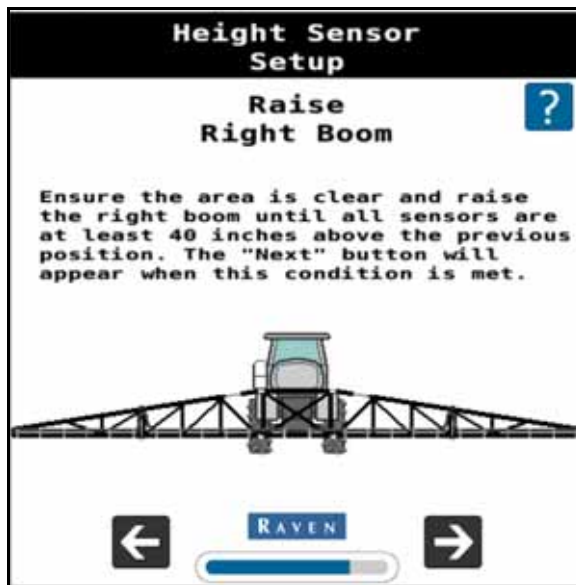 Height Sensor
Setup
Raise
Right Boom
?
Ensure the area is clear and raise
the right boom until all sensors are
at least 40 inches above the previous
position. The "Next" button will
appear when this condition is met.
RAVEN